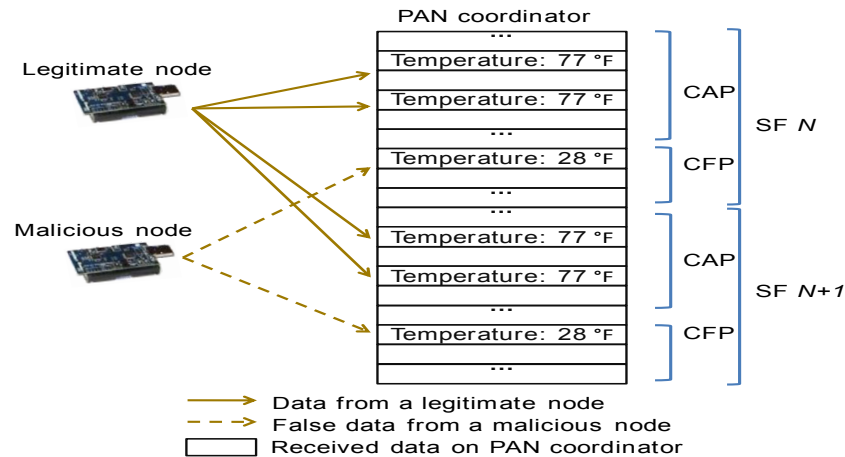 PAN coordinator
...
Legitimate node
Temperature: 77 °F
Temperature: 77 °F
...
CAP
SF N
Temperature: 28 °F
...
CFP
Malicious node
...
Temperature: 77 °F
Temperature: 77 °F
...
CAP
SF N+1
Temperature: 28 °F
...
CFP
Data from a legitimate node
False data from a malicious node
Received data on PAN coordinator